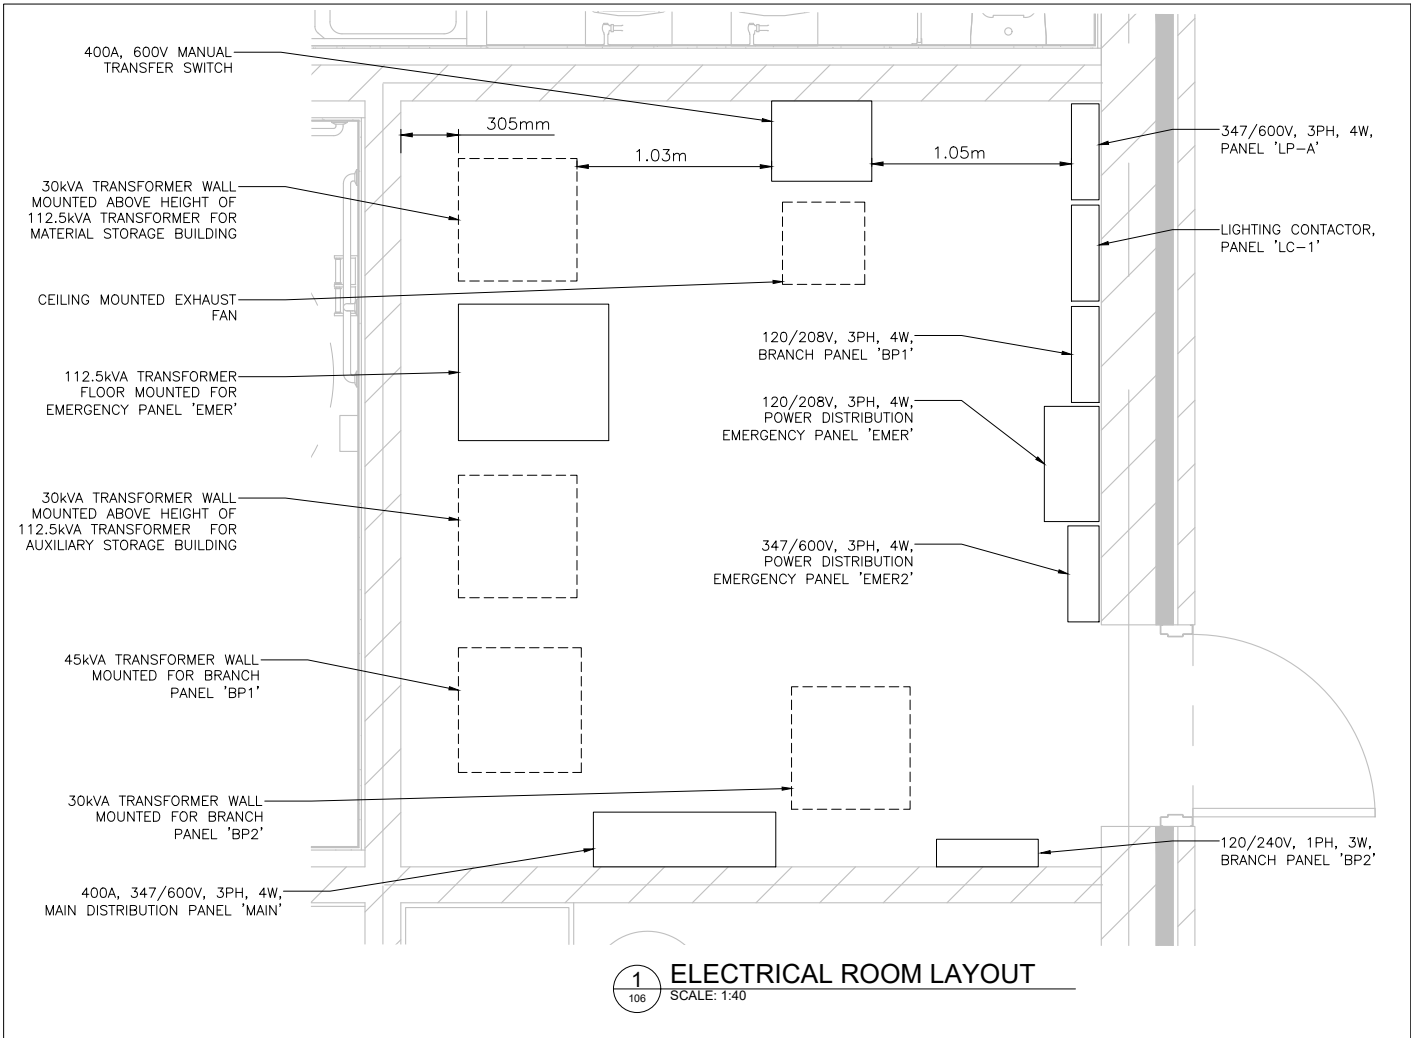 400A, 600V MANUAL
TRANSFER SWITCH
305mm
1.03m
1.05m
347/600V, 3PH, 4W,
PANEL 'LP-A'
30kVA TRANSFORMER WALL
MOUNTED ABOVE HEIGHT OF
112.5kVA TRANSFORMER FOR
MATERIAL STORAGE BUILDING
LIGHTING CONTACTOR,
PANEL 'LC-1'
CEILING MOUNTED EXHAUST
FAN
120/208V, 3PH, 4W,
BRANCH PANEL 'BP1'
112.5kVA TRANSFORMER
FLOOR MOUNTED FOR
EMERGENCY PANEL 'EMER'
120/208V, 3PH, 4W,
POWER DISTRIBUTION
EMERGENCY PANEL 'EMER'
30kVA TRANSFORMER WALL
MOUNTED ABOVE HEIGHT OF
112.5kVA TRANSFORMER FOR
AUXILIARY STORAGE BUILDING
347/600V, 3PH, 4W,
POWER DISTRIBUTION
EMERGENCY PANEL 'EMER2'
45kVA TRANSFORMER WALL
MOUNTED FOR BRANCH
PANEL 'BP1'
30kVA TRANSFORMER WALL
MOUNTED FOR BRANCH
PANEL 'BP2'
120/240V, 1PH, 3W,
BRANCH PANEL 'BP2'
400A, 347/600V, 3PH, 4W,
MAIN DISTRIBUTION PANEL 'MAIN'
1
106
ELECTRICAL ROOM LAYOUT
SCALE: 1:40